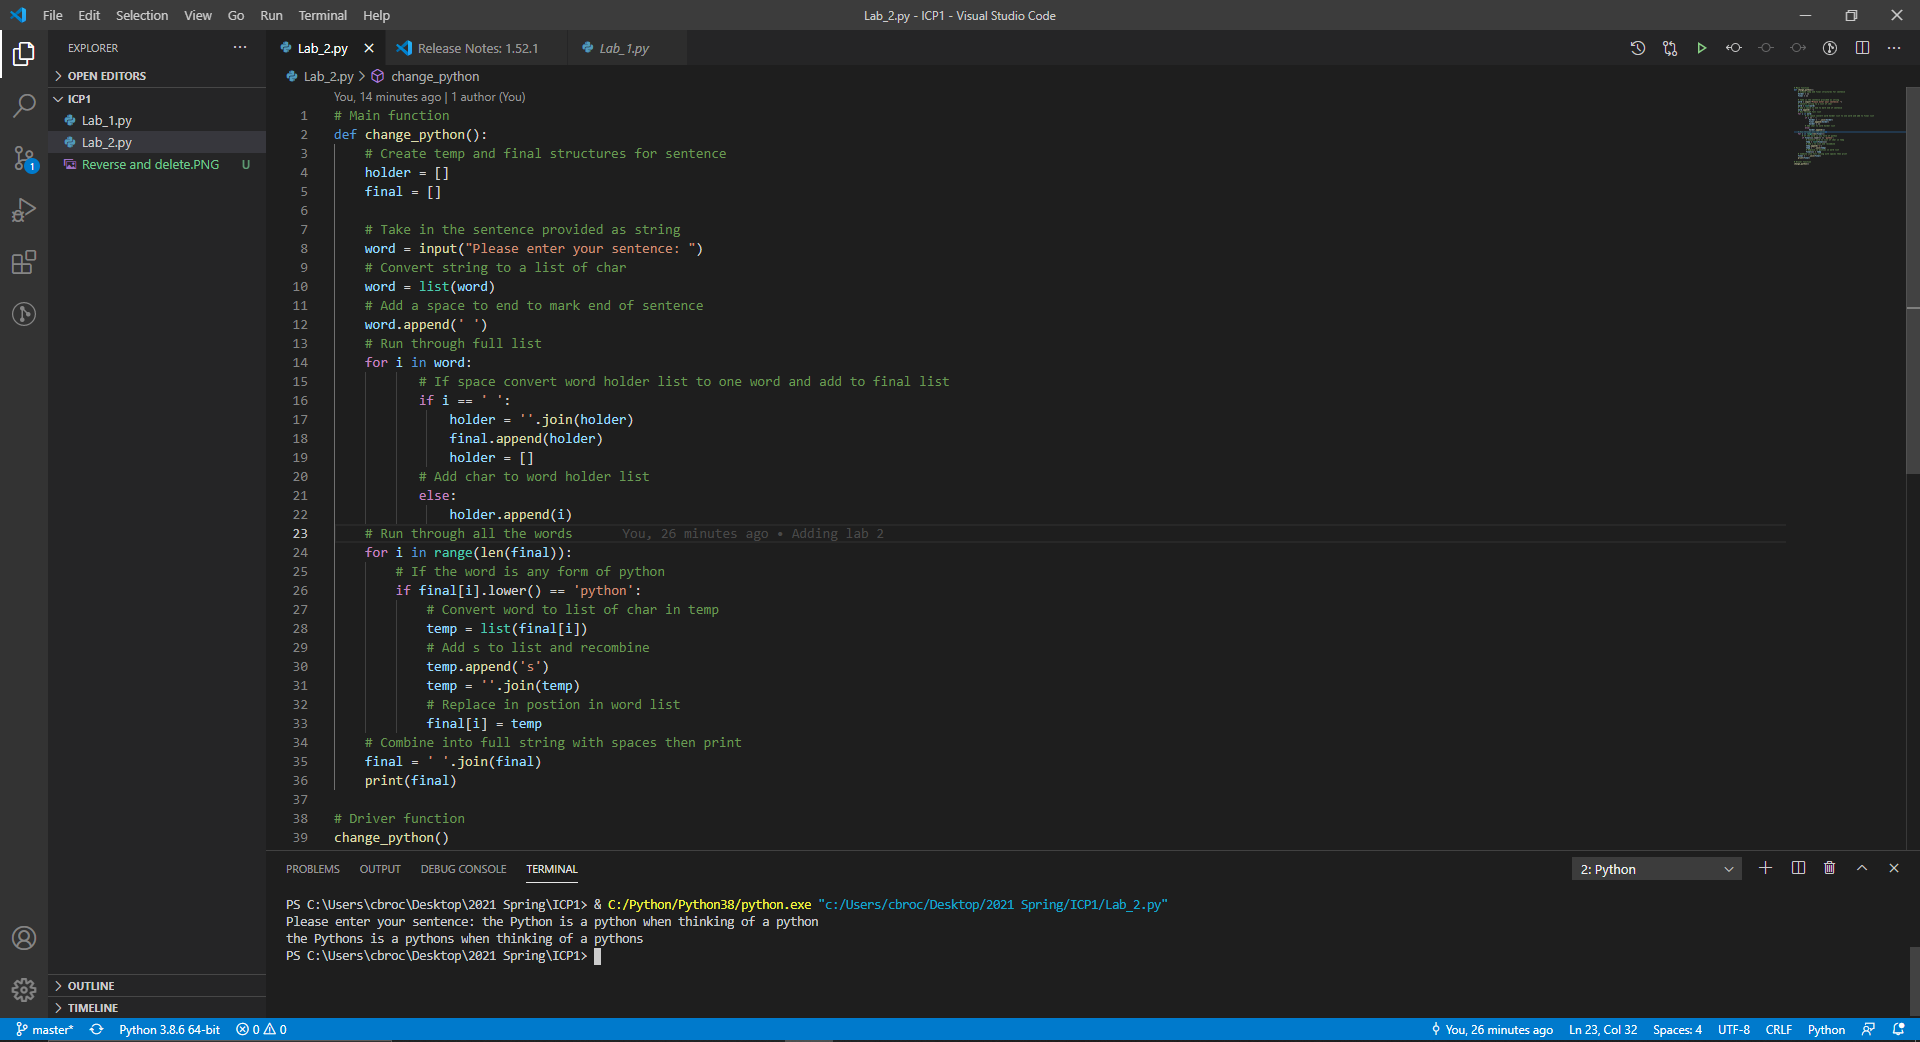 File Edit Selection View Go Run Terminal Help
Lab_2.py - ICP1 - Visual Studio Code
EXPLORER
OPEN EDITORS
ICP1
Lab_1.py
Lab_2.py
Reverse and delete.PNG U
1
OUTLINE
TIMELINE
Lab_2.py
Release Notes: 1.52.1
Lab_1.py
Lab_2.py > change_python
You, 14 minutes ago | 1 author (You)
1 # Main function
2 def change_python():
3     # Create temp and final structures for sentence
4     holder = []
5     final = []
6
7     # Take in the sentence provided as string
8     word = input("Please enter your sentence: ")
9     # Convert string to a list of char
10     word = list(word)
11     # Add a space to end to mark end of sentence
12     word.append(' ')
13     # Run through full list
14     for i in word:
15            # If space convert word holder list to one word and add to final list
16            if i == ' ':
17                holder = ''.join(holder)
18                final.append(holder)
19                holder = []
20            # Add char to word holder list
21            else:
22                holder.append(i)
23     # Run through all the words You, 26 minutes ago • Adding lab 2
24     for i in range(len(final)):
25         # If the word is any form of python
26         if final[i].lower() == 'python':
27             # Convert word to list of char in temp
28             temp = list(final[i])
29             # Add s to list and recombine
30             temp.append('s')
31             temp = ''.join(temp)
32             # Replace in postion in word list
33             final[i] = temp
34     # Combine into full string with spaces then print
35     final = ' '.join(final)
36     print(final)
37
38 # Driver function
39 change_python()
PROBLEMS OUTPUT DEBUG CONSOLE TERMINAL
2: Python
PS C:\Users\cbroc\Desktop\2021 Spring\ICP1> & C:/Python/Python38/python.exe "c:/Users/cbroc/Desktop/2021 Spring/ICP1/Lab_2.py"
Please enter your sentence: the Python is a python when thinking of a python
the Pythons is a pythons when thinking of a pythons
PS C:\Users\cbroc\Desktop\2021 Spring\ICP1>
master* Python 3.8.6 64-bit 0 0
You, 26 minutes ago Ln 23, Col 32 Spaces: 4 UTF-8 CRLF Python